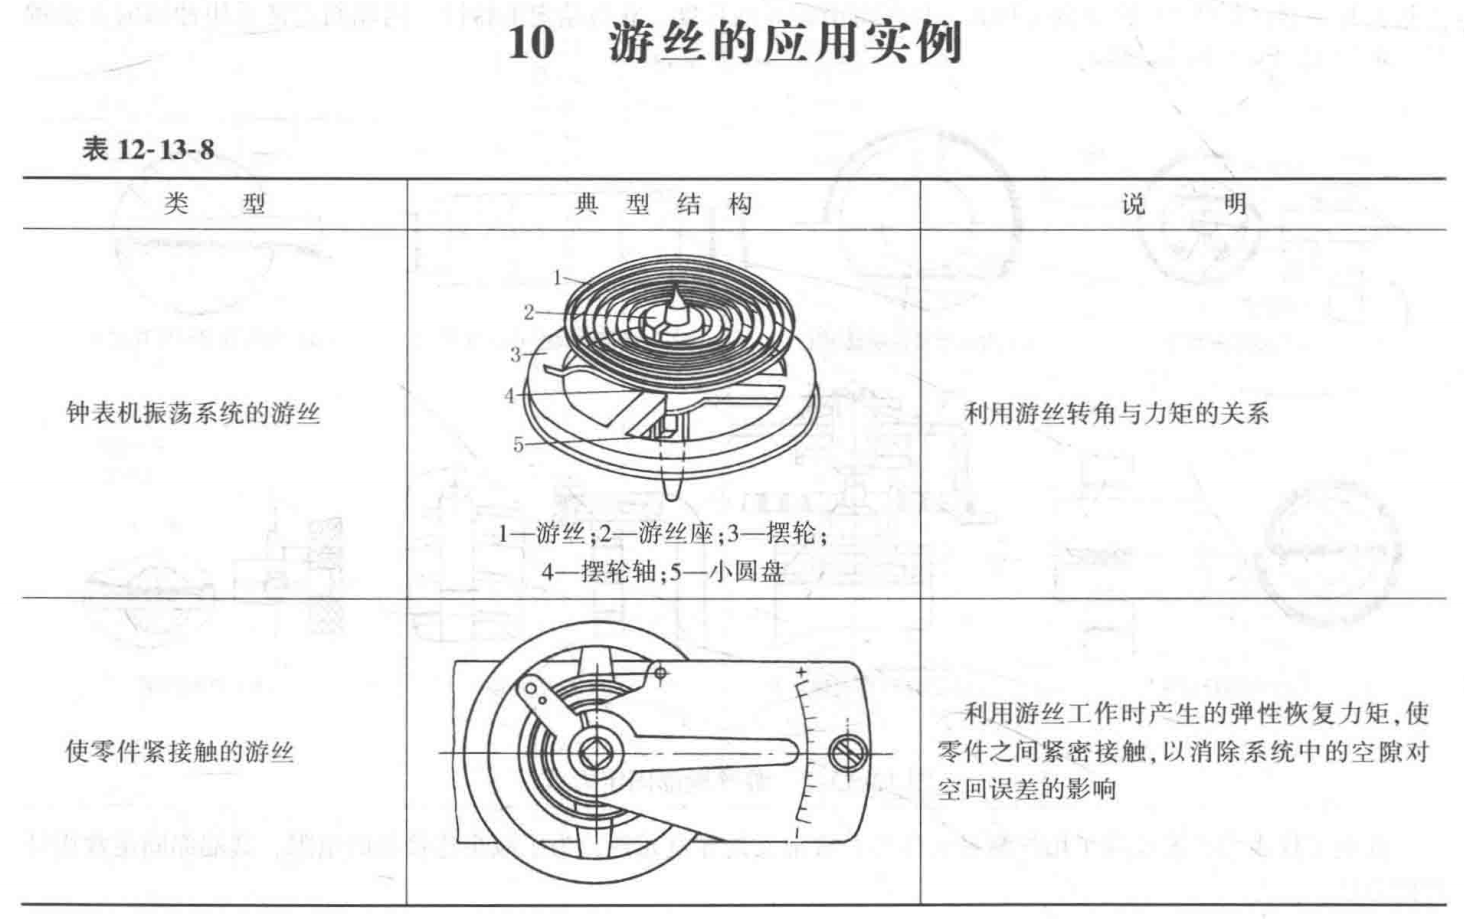 10 游丝的应用实例
表 12-13-8
类 型 典 型 结 构 说 明
1
2
3
4
5
钟表机振荡系统的游丝
利用游丝转角与力矩的关系
1—游丝;2—游丝座;3—摆轮;
4—摆轮轴;5—小圆盘
使零件紧接触的游丝
+
-
利用游丝工作时产生的弹性恢复力矩,使
零件之间紧密接触,以消除系统中的空隙对
空回误差的影响